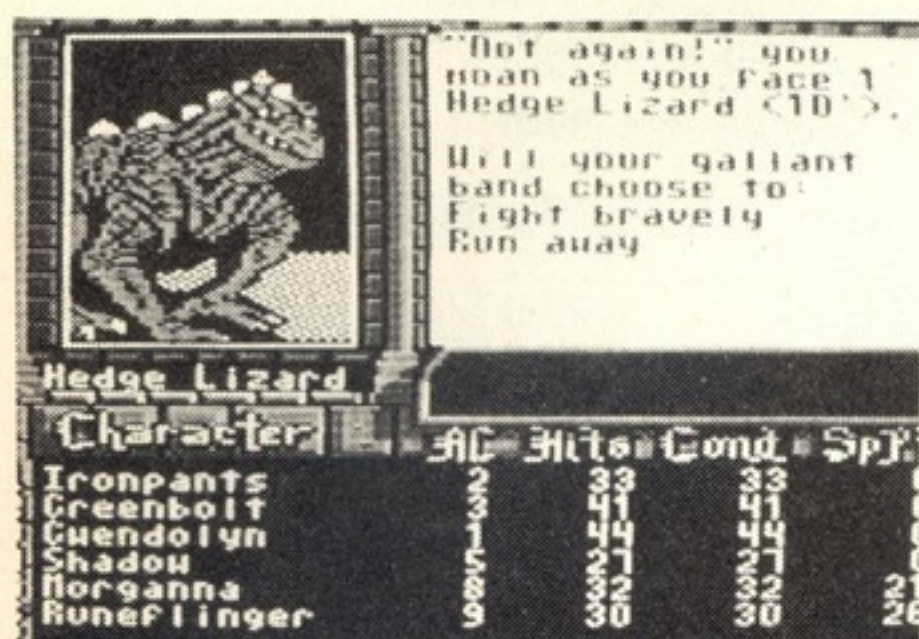 "Not again!" you
moan as you face 1
Hedge Lizard <10'>.
Will your gallant
band choose to:
Fight bravely
Run away
Hedge Lizard
Character AC Hits Cond
Ironpants 2 33 33
Greenbolt 3 41 41
Gwendolyn 44 44
Shadow 5 27 27
Morganna 8 32 32
Runeflinger 9 30 30